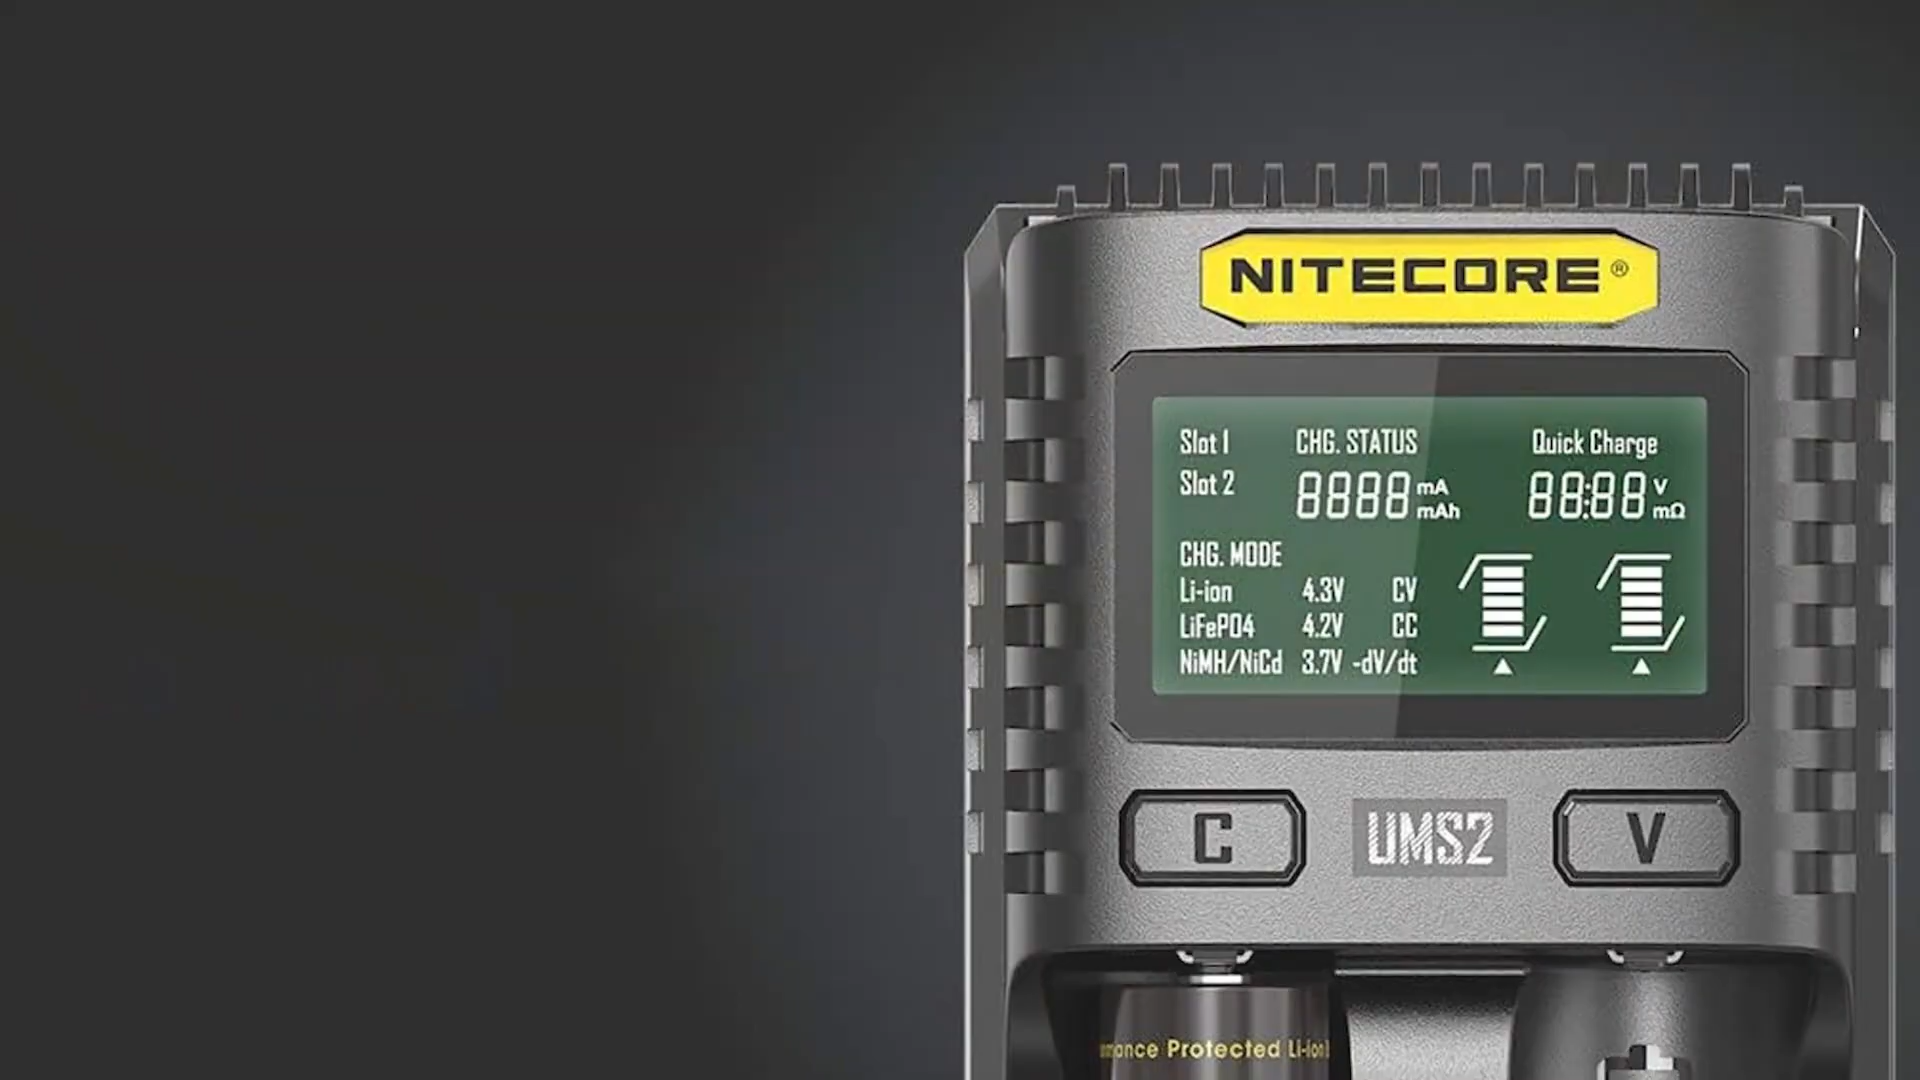 NITECORE®
Slot 1 CHG. STATUS Quick Charge
Slot 2 8888 mA mAh 88:88 V mΩ
CHG. MODE
Li-ion 4.3V CV
LiFePO4 4.2V CC
NiMH/NiCd 3.7V -dV/dt
C UMS2 V
Protected Li-ion